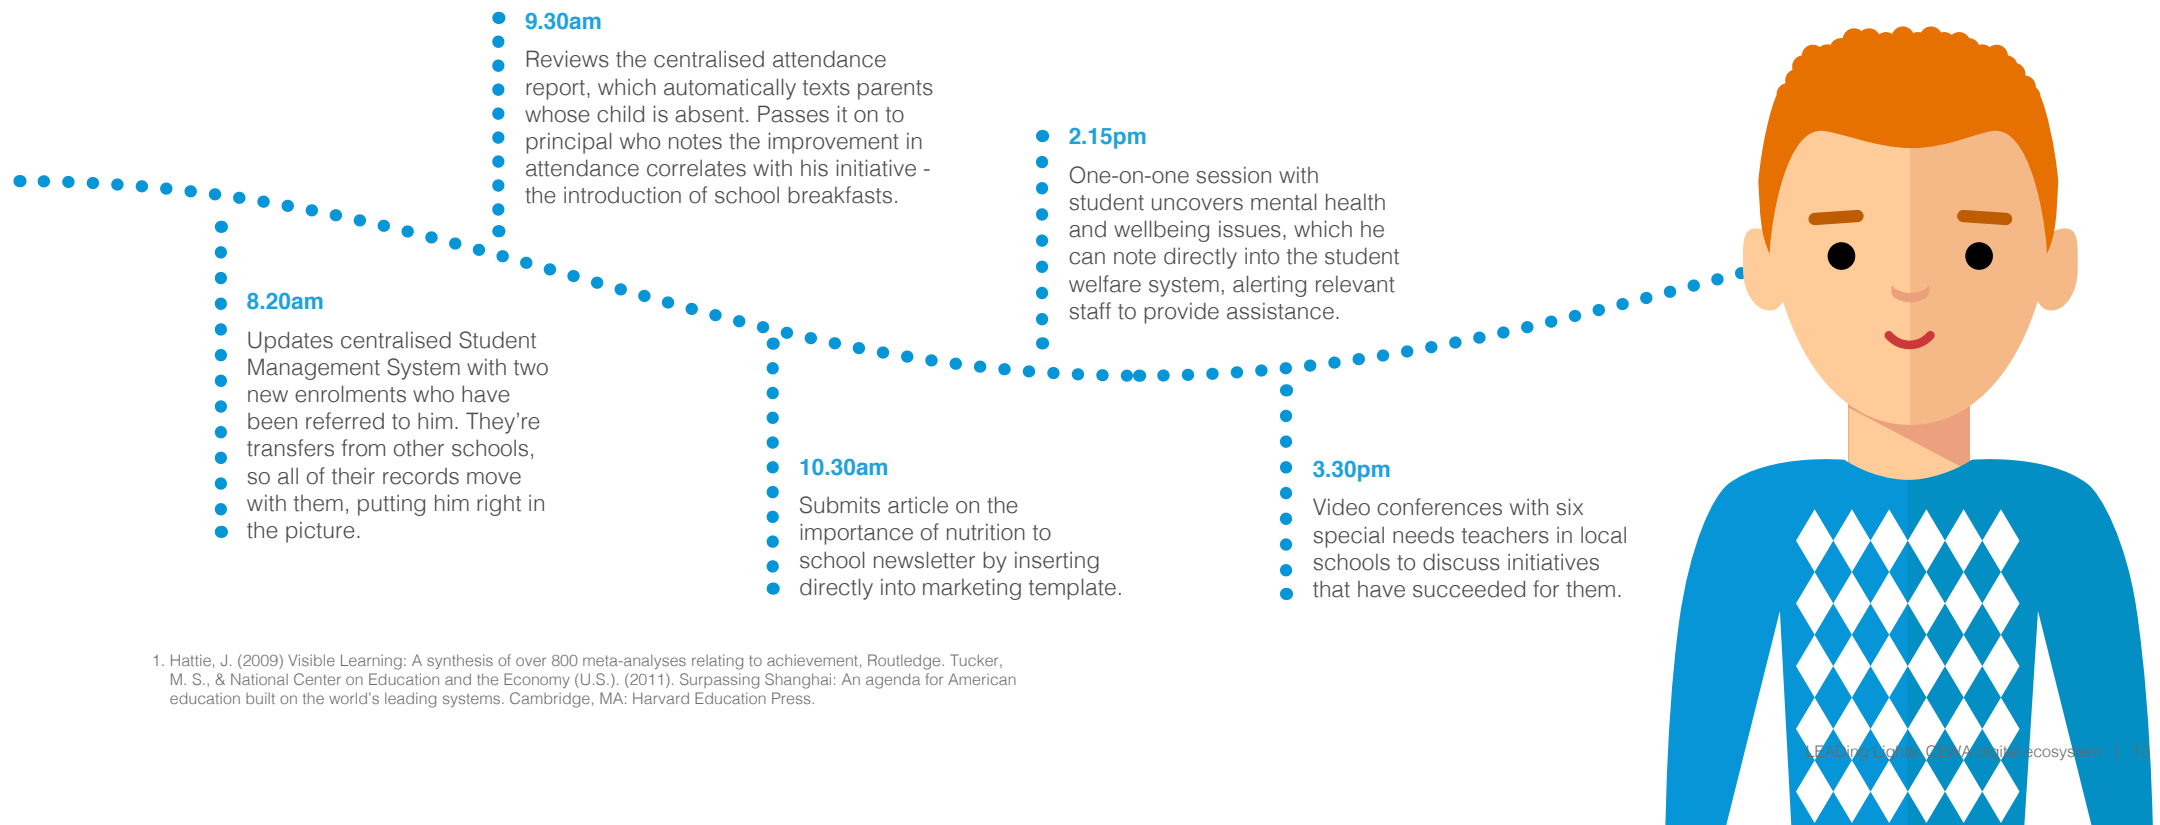 8.20am
Updates centralised Student
Management System with two
new enrolments who have
been referred to him. They’re
transfers from other schools,
so all of their records move
with them, putting him right in
the picture.
9.30am
Reviews the centralised attendance
report, which automatically texts parents
whose child is absent. Passes it on to
principal who notes the improvement in
attendance correlates with his initiative -
the introduction of school breakfasts.
10.30am
Submits article on the
importance of nutrition to
school newsletter by inserting
directly into marketing template.
2.15pm
One-on-one session with
student uncovers mental health
and wellbeing issues, which he
can note directly into the student
welfare system, alerting relevant
staff to provide assistance.
3.30pm
Video conferences with six
special needs teachers in local
schools to discuss initiatives
that have succeeded for them.
1. Hattie, J. (2009) Visible Learning: A synthesis of over 800 meta-analyses relating to achievement, Routledge. Tucker,
M. S., & National Center on Education and the Economy (U.S.). (2011). Surpassing Shanghai: An agenda for American
education built on the world’s leading systems. Cambridge, MA: Harvard Education Press.
LEADing Lights: CEWA digital ecosystem |